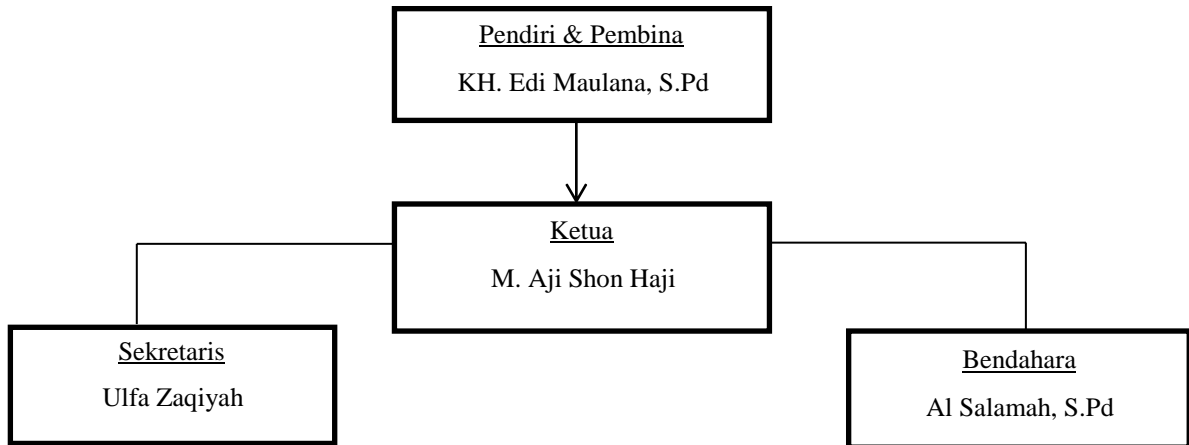 Pendiri & Pembina
KH. Edi Maulana, S.Pd
Ketua
M. Aji Shon Haji
Sekretaris
Ulfa Zaqiyah
Bendahara
Al Salamah, S.Pd